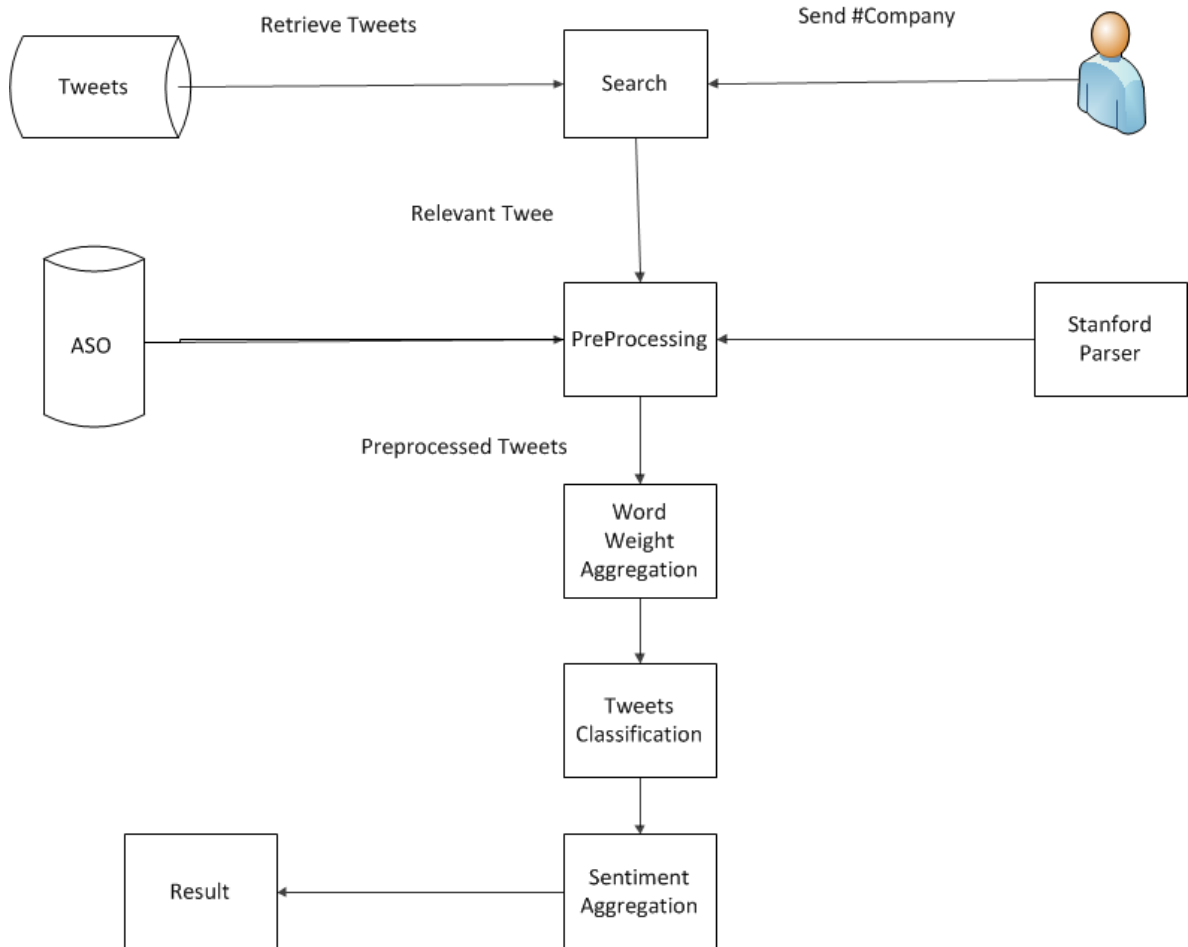 Retrieve Tweets
Send #Company
Tweets
Search
Relevant Twee
ASO
PreProcessing
Stanford
Parser
Preprocessed Tweets
Word
Weight
Aggregation
Tweets
Classification
Result
Sentiment
Aggregation